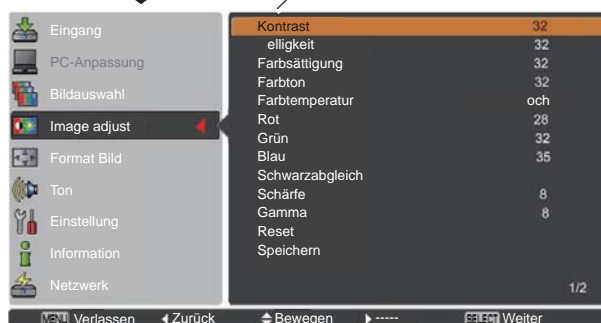 Eingang
PC-Anpassung
Bildauswahl
Image adjust
Format Bild
Ton
Einstellung
Information
Netzwerk
Kontrast 32
elligkeit 32
Farbsättigung 32
Farbton 32
Farbtemperatur och
Rot 28
Grün 32
Blau 35
Schwarzabgleich
Schärfe 8
Gamma 8
Reset
Speichern
1/2
MENU Verlassen Zurück Bewegen ----- SELECT Weiter